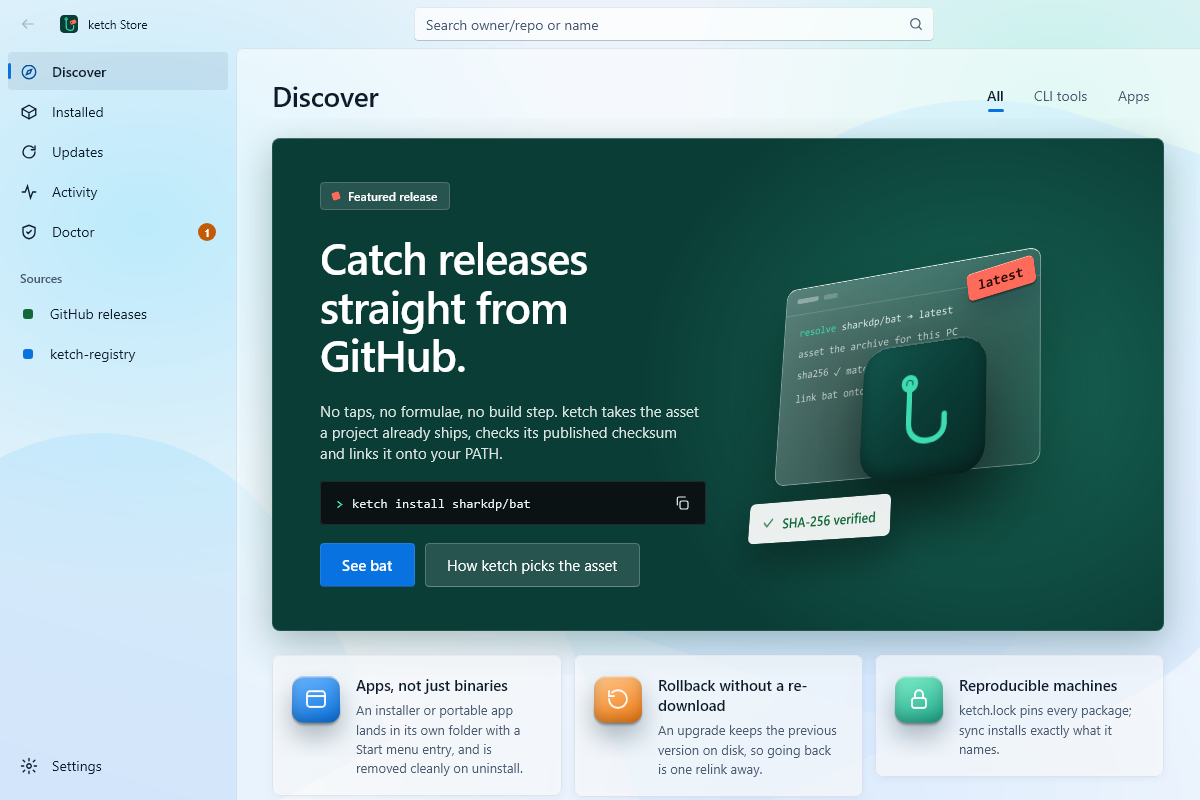 ketch Store
Search owner/repo or name
Discover
Installed
Updates
Activity
Doctor
1
Sources
GitHub releases
ketch-registry
Settings
Discover
All
CLI tools
Apps
Featured release
Catch releases
straight from
GitHub.
No taps, no formulae, no build step. ketch takes the asset
a project already ships, checks its published checksum
and links it onto your PATH.
> ketch install sharkdp/bat
See bat
How ketch picks the asset
latest
resolve sharkdp/bat → latest
asset the archive for this PC
sha256 ✓
link bat onto
✓ SHA-256 verified
Apps, not just binaries
An installer or portable app
lands in its own folder with a
Start menu entry, and is
removed cleanly on uninstall.
Rollback without a re-
download
An upgrade keeps the previous
version on disk, so going back
is one relink away.
Reproducible machines
ketch.lock pins every package;
sync installs exactly what it
names.